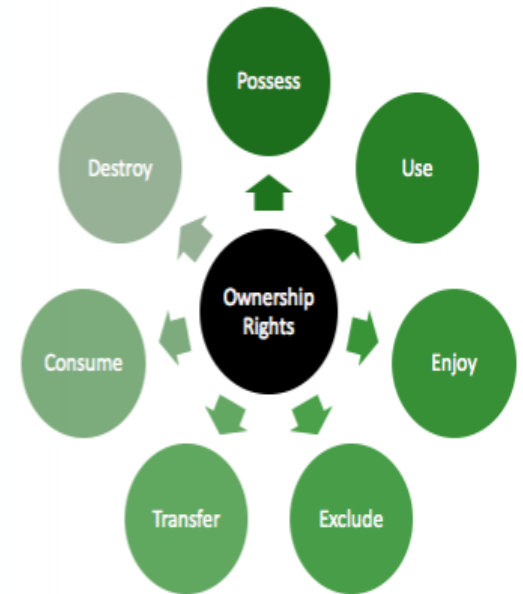 Possess
Destroy
Use
Ownership
Rights
Consume
Enjoy
Transfer
Exclude